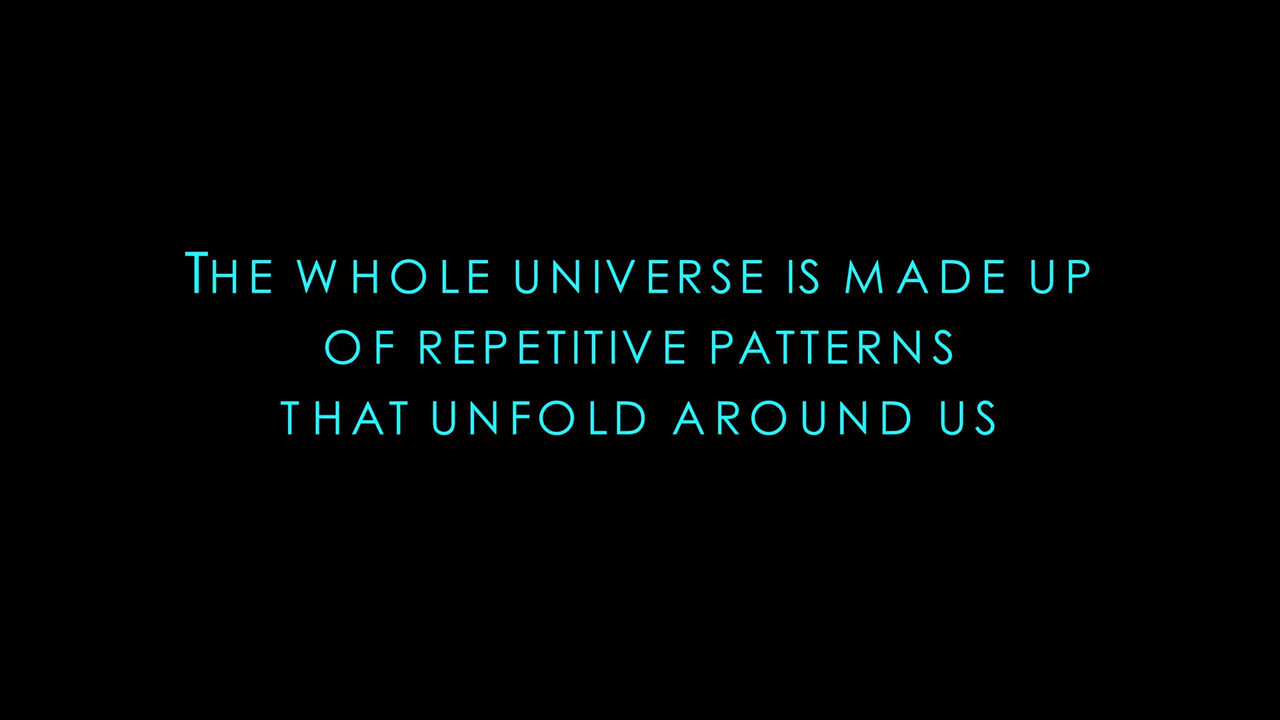 THE WHOLE UNIVERSE IS MADE UP
OF REPETITIVE PATTERNS
THAT UNFOLD AROUND US